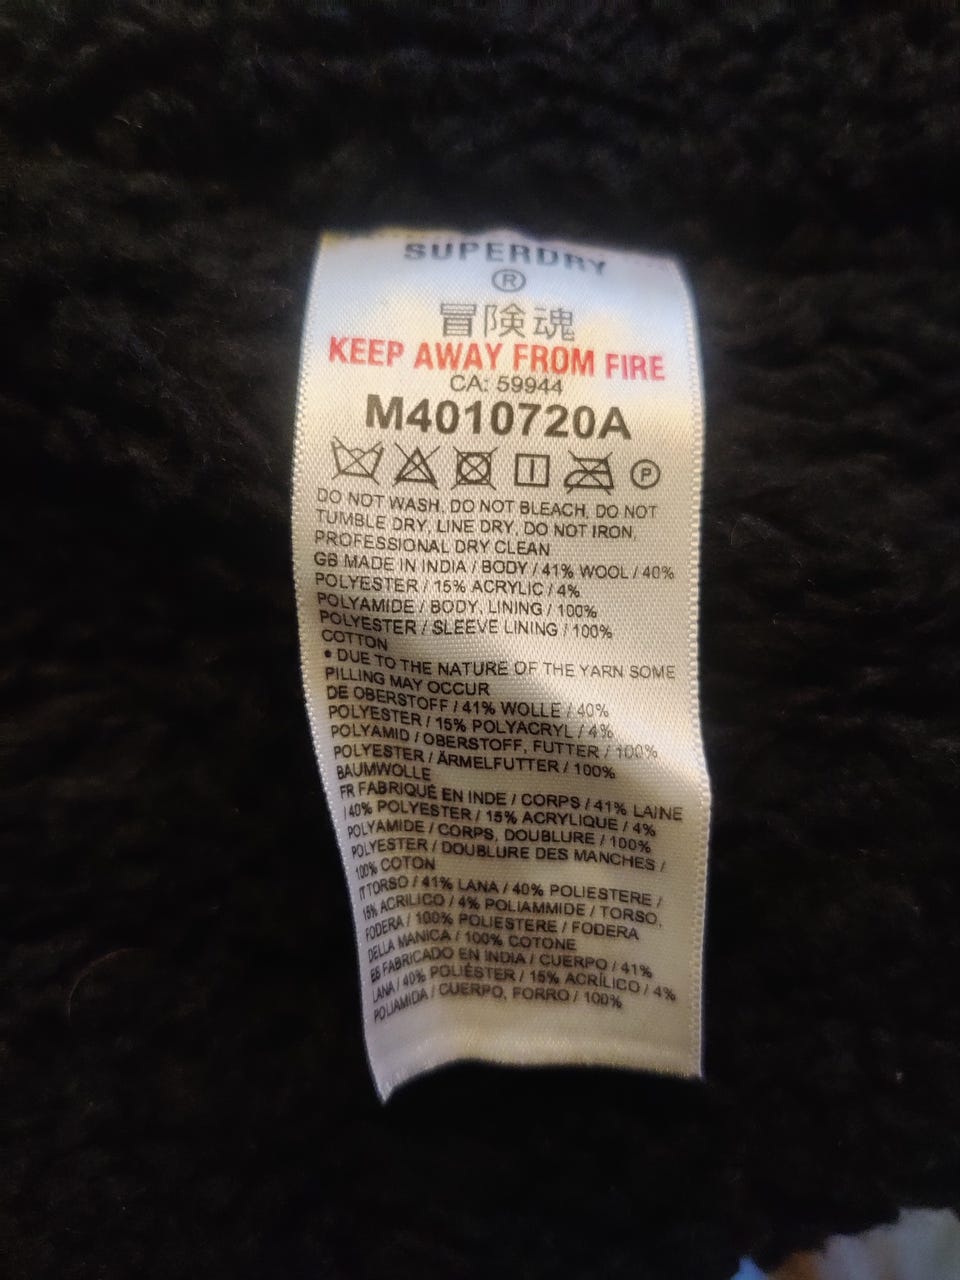 SUPERDRY
®
冒険魂
KEEP AWAY FROM FIRE
CA: 59944
M4010720A
P
DO NOT WASH, DO NOT BLEACH, DO NOT
TUMBLE DRY, LINE DRY, DO NOT IRON,
PROFESSIONAL DRY CLEAN
GB MADE IN INDIA / BODY / 41% WOOL / 40%
POLYESTER / 15% ACRYLIC / 4%
POLYAMIDE / BODY, LINING / 100%
POLYESTER / SLEEVE LINING / 100%
COTTON
• DUE TO THE NATURE OF THE YARN SOME
PILLING MAY OCCUR
DE OBERSTOFF / 41% WOLLE / 40%
POLYESTER / 15% POLYACRYL / 4%
POLYAMID / OBERSTOFF, FUTTER / 100%
POLYESTER / ÄRMELFUTTER / 100%
BAUMWOLLE
FR FABRIQUÉ EN INDE / CORPS / 41% LAINE
/ 40% POLYESTER / 15% ACRYLIQUE / 4%
POLYAMIDE / CORPS, DOUBLURE / 100%
POLYESTER / DOUBLURE DES MANCHES /
100% COTON
IT TORSO / 41% LANA / 40% POLIESTERE /
15% ACRILICO / 4% POLIAMMIDE / TORSO,
FODERA / 100% POLIESTERE / FODERA
DELLA MANICA / 100% COTONE
ES FABRICADO EN INDIA / CUERPO / 41%
LANA / 40% POLIÉSTER / 15% ACRÍLICO / 4%
POLIAMIDA / CUERPO, FORRO / 100%